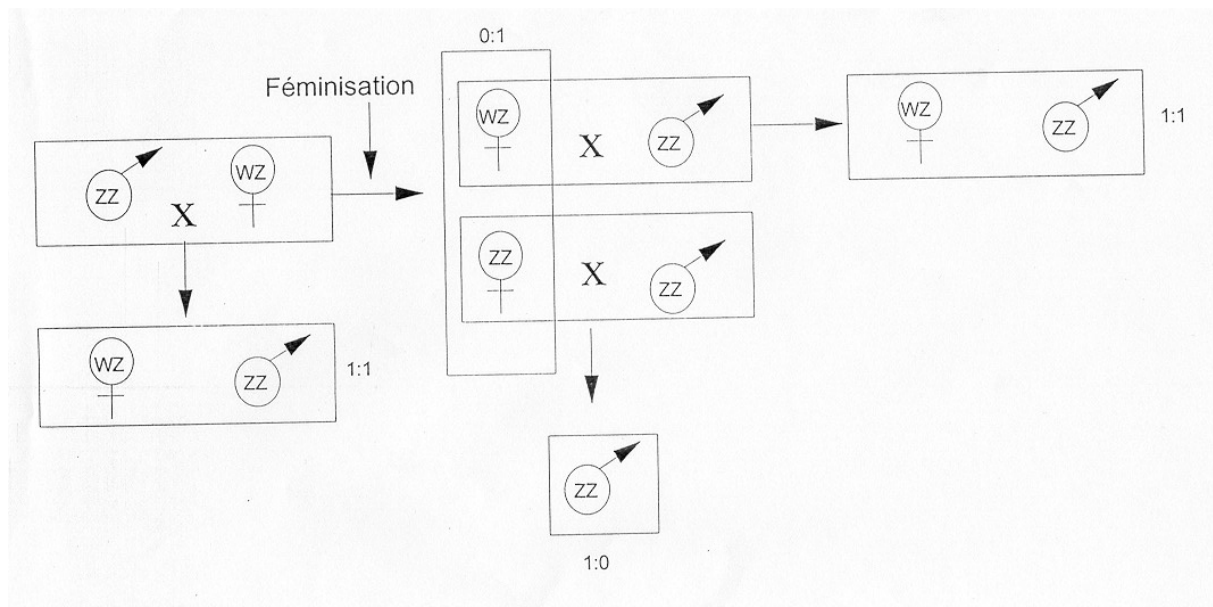 0:1
Féminisation
WZ X ZZ
WZ ZZ 1:1
ZZ X WZ
ZZ X ZZ
WZ ZZ 1:1
ZZ
1:0